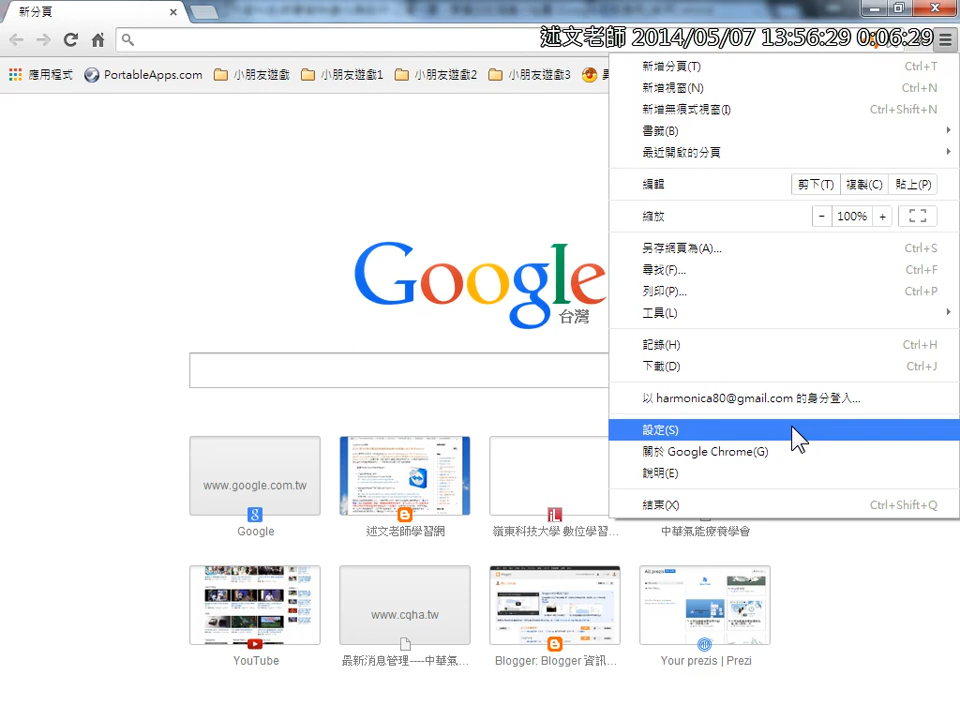 新分頁
述文老師 2014/05/07 13:56:29 0:06:29
應用程式 PortableApps.com 小朋友遊戲 小朋友遊戲1 小朋友遊戲2 小朋友遊戲3
新增分頁(T) Ctrl+T
新增視窗(N) Ctrl+N
新增無痕式視窗(I) Ctrl+Shift+N
書籤(B)
最近開啟的分頁
編輯 剪下(T) 複製(C) 貼上(P)
縮放 - 100% +
另存網頁為(A)... Ctrl+S
尋找(F)... Ctrl+F
列印(P)... Ctrl+P
工具(L)
記錄(H) Ctrl+H
下載(D) Ctrl+J
以 harmonica80@gmail.com 的身分登入...
設定(S)
關於 Google Chrome(G)
說明(E)
結束(X) Ctrl+Shift+Q
Google
台灣
www.google.com.tw
Google 述文老師學習網 嶺東科技大學 數位學習... 中華氣能療養學會
www.cqha.tw
YouTube 最新消息管理----中華氣... Blogger: Blogger 資訊... Your prezis | Prezi